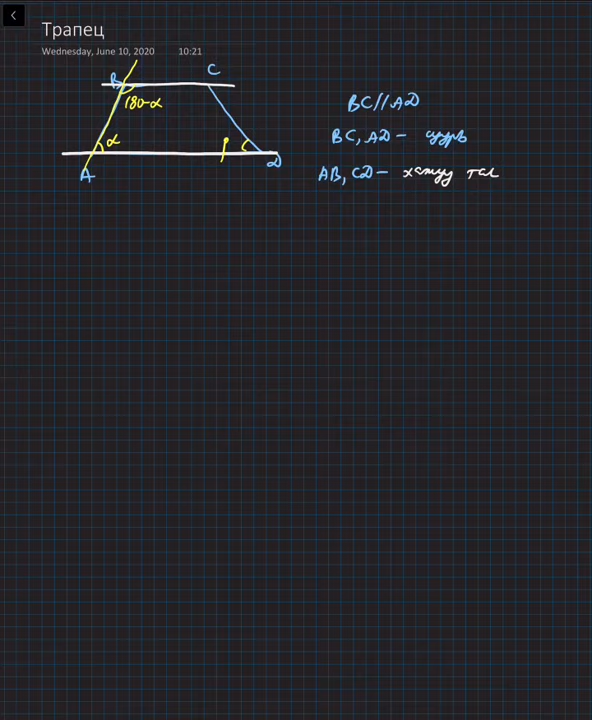 Трапец
Wednesday, June 10, 2020 10:21
B C
180-α
α
A D
BC//AD
BC, AD - суурь
AB, CD - хажуу тал